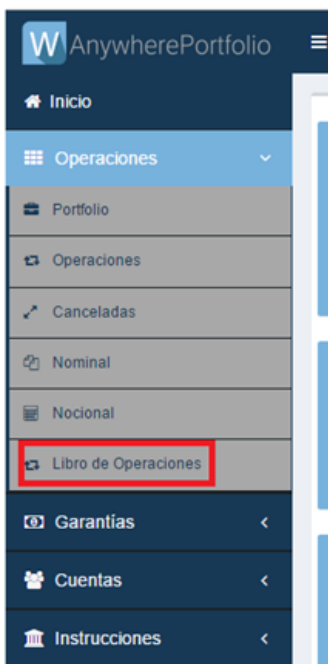 W AnywherePortfolio
Inicio
Operaciones
Portfolio
Operaciones
Canceladas
Nominal
Nocional
Libro de Operaciones
Garantías
Cuentas
Instrucciones